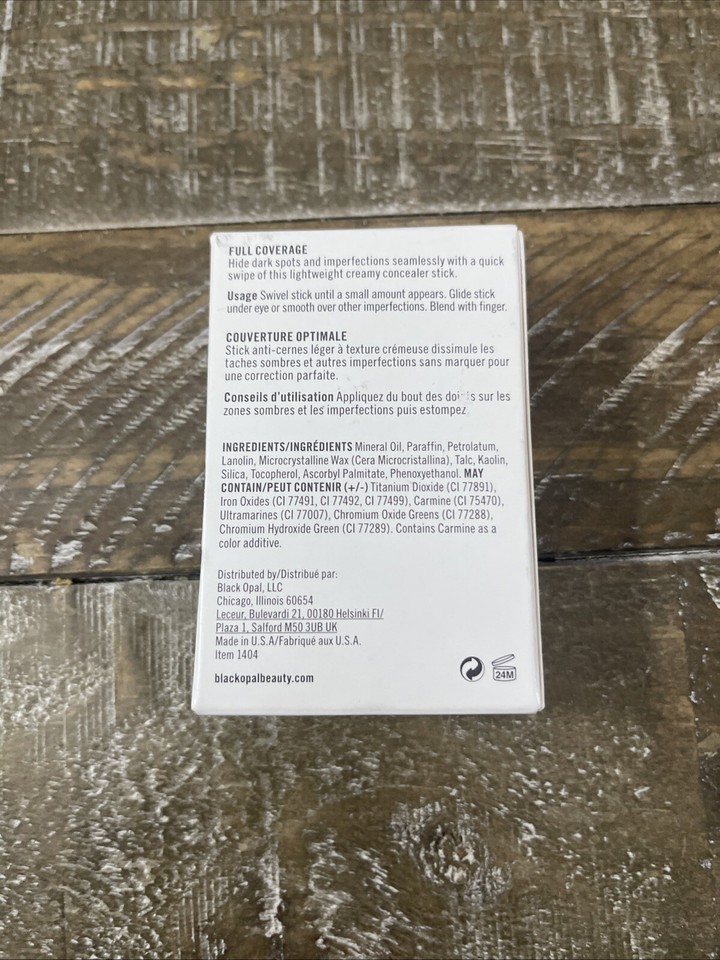 FULL COVERAGE
Hide dark spots and imperfections seamlessly with a quick
swipe of this lightweight creamy concealer stick.
Usage Swivel stick until a small amount appears. Glide stick
under eye or smooth over other imperfections. Blend with finger.
COUVERTURE OPTIMALE
Stick anti-cernes léger à texture crémeuse dissimule les
taches sombres et autres imperfections sans marquer pour
une correction parfaite.
Conseils d'utilisation Appliquez du bout des sur les
zones sombres et les imperfections puis estompez
INGREDIENTS/INGRÉDIENTS Mineral Oil, Paraffin, Petrolatum,
Lanolin, Microcrystalline Wax (Cera Microcristallina), Talc, Kaolin,
Silica, Tocopherol, Ascorbyl Palmitate, Phenoxyethanol. MAY
CONTAIN/PEUT CONTENIR (+/-) Titanium Dioxide (CI 77891),
Iron Oxides (CI 77491, CI 77492, CI 77499), Carmine (CI 75470),
Ultramarines (CI 77007), Chromium Oxide Greens (CI 77288),
Chromium Hydroxide Green (CI 77289). Contains Carmine as a
color additive.
Distributed by/Distribué par:
Black Opal, LLC
Chicago, Illinois 60654
Leceur, Bulevardi 21, 00180 Helsinki FI/
Plaza 1, Salford M50 3UB UK
Made in U.S.A/Fabriqué aux U.S.A.
Item 1404
blackopalbeauty.com
24M